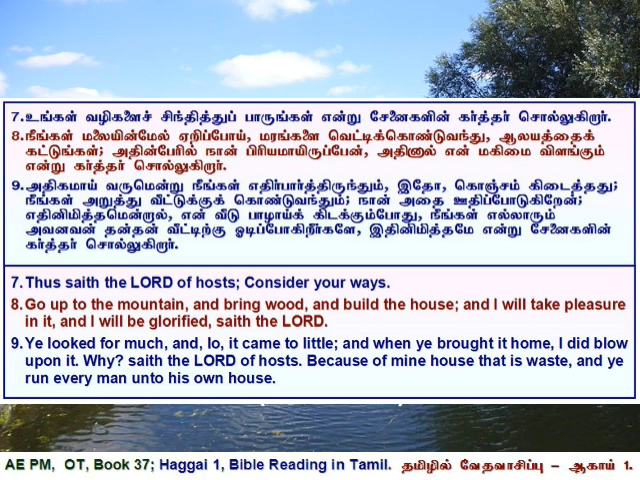 7.உங்கள் வழிகளைச் சிந்தித்துப் பாருங்கள் என்று சேனைகளின் கர்த்தர் சொல்லுகிறார்.
8.நீங்கள் மலையின்மேல் ஏறிப்போய், மரங்களை வெட்டிக்கொண்டுவந்து, ஆலயத்தைக்
கட்டுங்கள்; அதின்பேரில் நான் பிரியமாயிருப்பேன், அதினால் என் மகிமை விளங்கும்
என்று கர்த்தர் சொல்லுகிறார்.
9.அதிகமாய் வருமென்று நீங்கள் எதிர்பார்த்திருந்தும், இதோ, கொஞ்சம் கிடைத்தது;
நீங்கள் அறுத்து வீட்டுக்குக் கொண்டுவந்தும்; நான் அதை ஊதிப்போடுகிறேன்;
எதினிமித்தமென்றால், என் வீடு பாழாய்க் கிடக்கும்போது, நீங்கள் எல்லாரும்
அவனவன் தன்தன் வீட்டிற்கு ஓடிப்போகிறீர்களே, இதினிமித்தமே என்று சேனைகளின்
கர்த்தர் சொல்லுகிறார்.
7. Thus saith the LORD of hosts; Consider your ways.
8. Go up to the mountain, and bring wood, and build the house; and I will take pleasure
in it, and I will be glorified, saith the LORD.
9. Ye looked for much, and, lo, it came to little; and when ye brought it home, I did blow
upon it. Why? saith the LORD of hosts. Because of mine house that is waste, and ye
run every man unto his own house.
AE PM, OT, Book 37; Haggai 1, Bible Reading in Tamil. தமிழில் வேதவாசிப்பு – ஆகாய் 1.